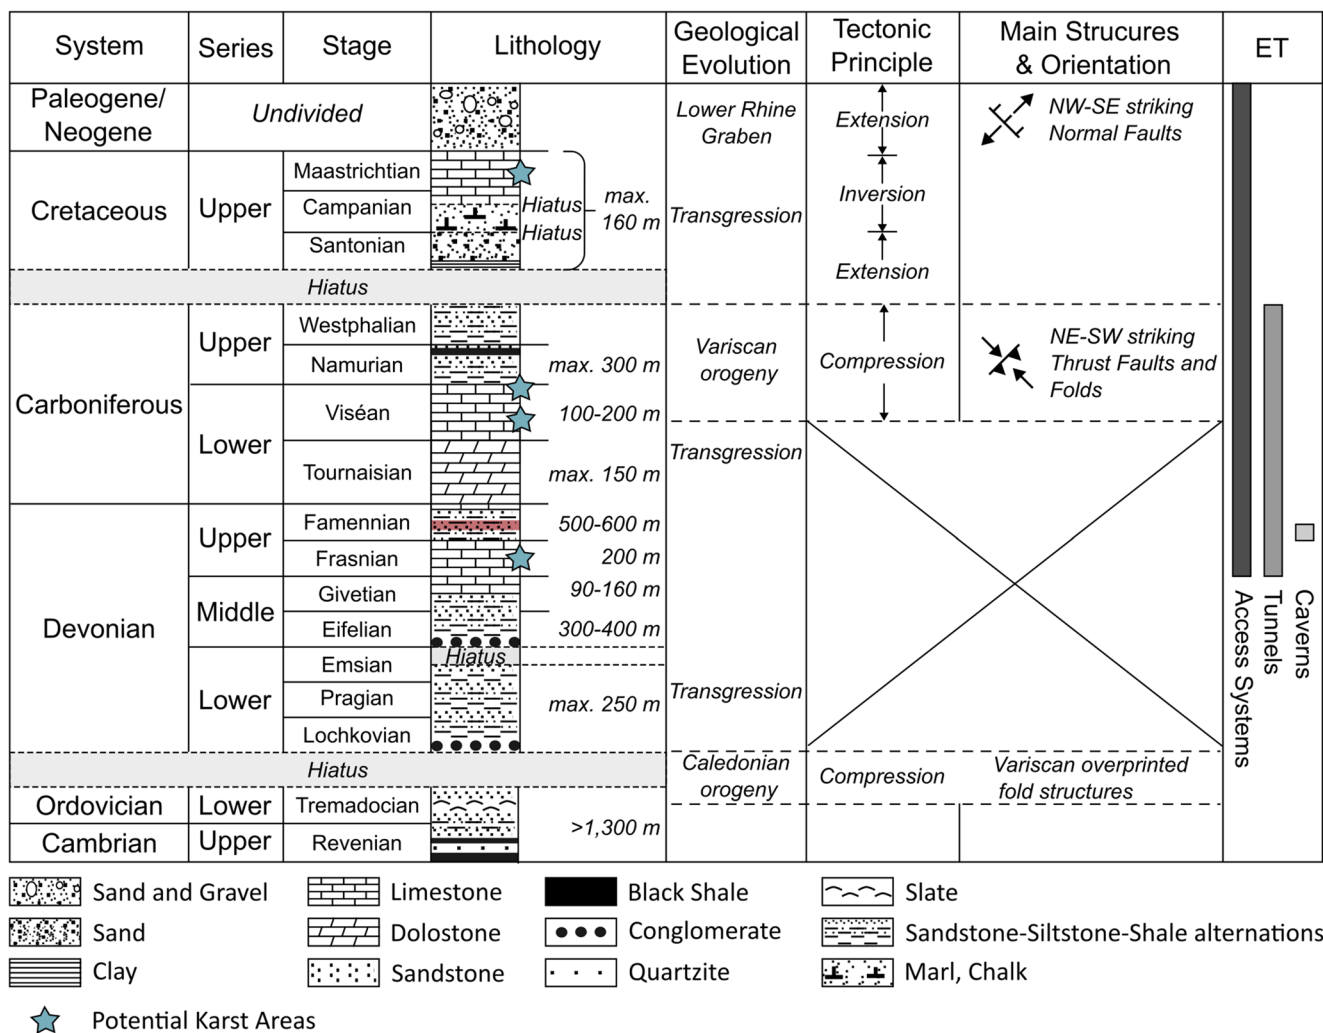 System
Series
Stage
Lithology
Geological
Evolution
Tectonic
Principle
Main Strucures
& Orientation
ET
Paleogene/
Neogene
Undivided
Lower Rhine
Graben
Extension
NW-SE striking
Normal Faults
Cretaceous
Upper
Maastrichtian
Campanian
Santonian
Hiatus
Hiatus
max.
160 m
Transgression
Inversion
Extension
Hiatus
Carboniferous
Upper
Westphalian
Namurian
max. 300 m
Variscan
orogeny
Compression
NE-SW striking
Thrust Faults and
Folds
Lower
Viséan
100-200 m
Tournaisian
max. 150 m
Transgression
Devonian
Upper
Famennian
500-600 m
Frasnian
200 m
Middle
Givetian
90-160 m
Eifelian
300-400 m
Lower
Emsian
Hiatus
Pragian
max. 250 m
Lochkovian
Transgression
Access Systems
Tunnels
Caverns
Hiatus
Caledonian
orogeny
Compression
Variscan overprinted
fold structures
Ordovician
Lower
Tremadocian
>1,300 m
Cambrian
Upper
Revenian
Sand and Gravel
Limestone
Black Shale
Slate
Sand
Dolostone
Conglomerate
Sandstone-Siltstone-Shale alternations
Clay
Sandstone
Quartzite
Marl, Chalk
Potential Karst Areas